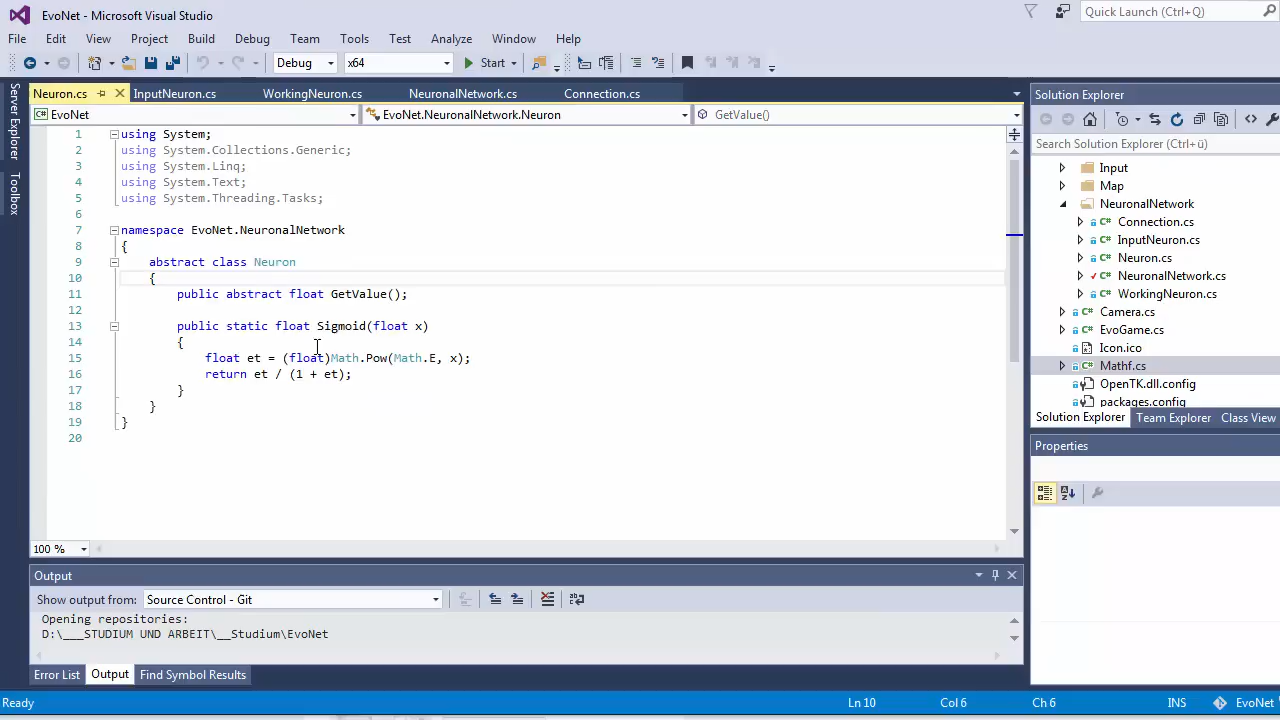 EvoNet - Microsoft Visual Studio
Quick Launch (Ctrl+Q)
File Edit View Project Build Debug Team Tools Test Analyze Window Help
Debug x64 Start
Server Explorer
Toolbox
Neuron.cs InputNeuron.cs WorkingNeuron.cs NeuronalNetwork.cs Connection.cs
EvoNet EvoNet.NeuronalNetwork.Neuron GetValue()
1 using System;
2 using System.Collections.Generic;
3 using System.Linq;
4 using System.Text;
5 using System.Threading.Tasks;
6
7 namespace EvoNet.NeuronalNetwork
8 {
9 abstract class Neuron
10 {
11 public abstract float GetValue();
12
13 public static float Sigmoid(float x)
14 {
15 float et = (float)Math.Pow(Math.E, x);
16 return et / (1 + et);
17 }
18 }
19 }
20
100 %
Solution Explorer
Search Solution Explorer (Ctrl+ü)
Input
Map
NeuronalNetwork
C# Connection.cs
C# InputNeuron.cs
C# Neuron.cs
C# NeuronalNetwork.cs
C# WorkingNeuron.cs
C# Camera.cs
C# EvoGame.cs
Icon.ico
C# Mathf.cs
OpenTK.dll.config
packages.config
Solution Explorer Team Explorer Class View
Properties
Output
Show output from: Source Control - Git
Opening repositories:
D:\___STUDIUM UND ARBEIT\__Studium\EvoNet
Error List Output Find Symbol Results
Ready Ln 10 Col 6 Ch 6 INS EvoNet